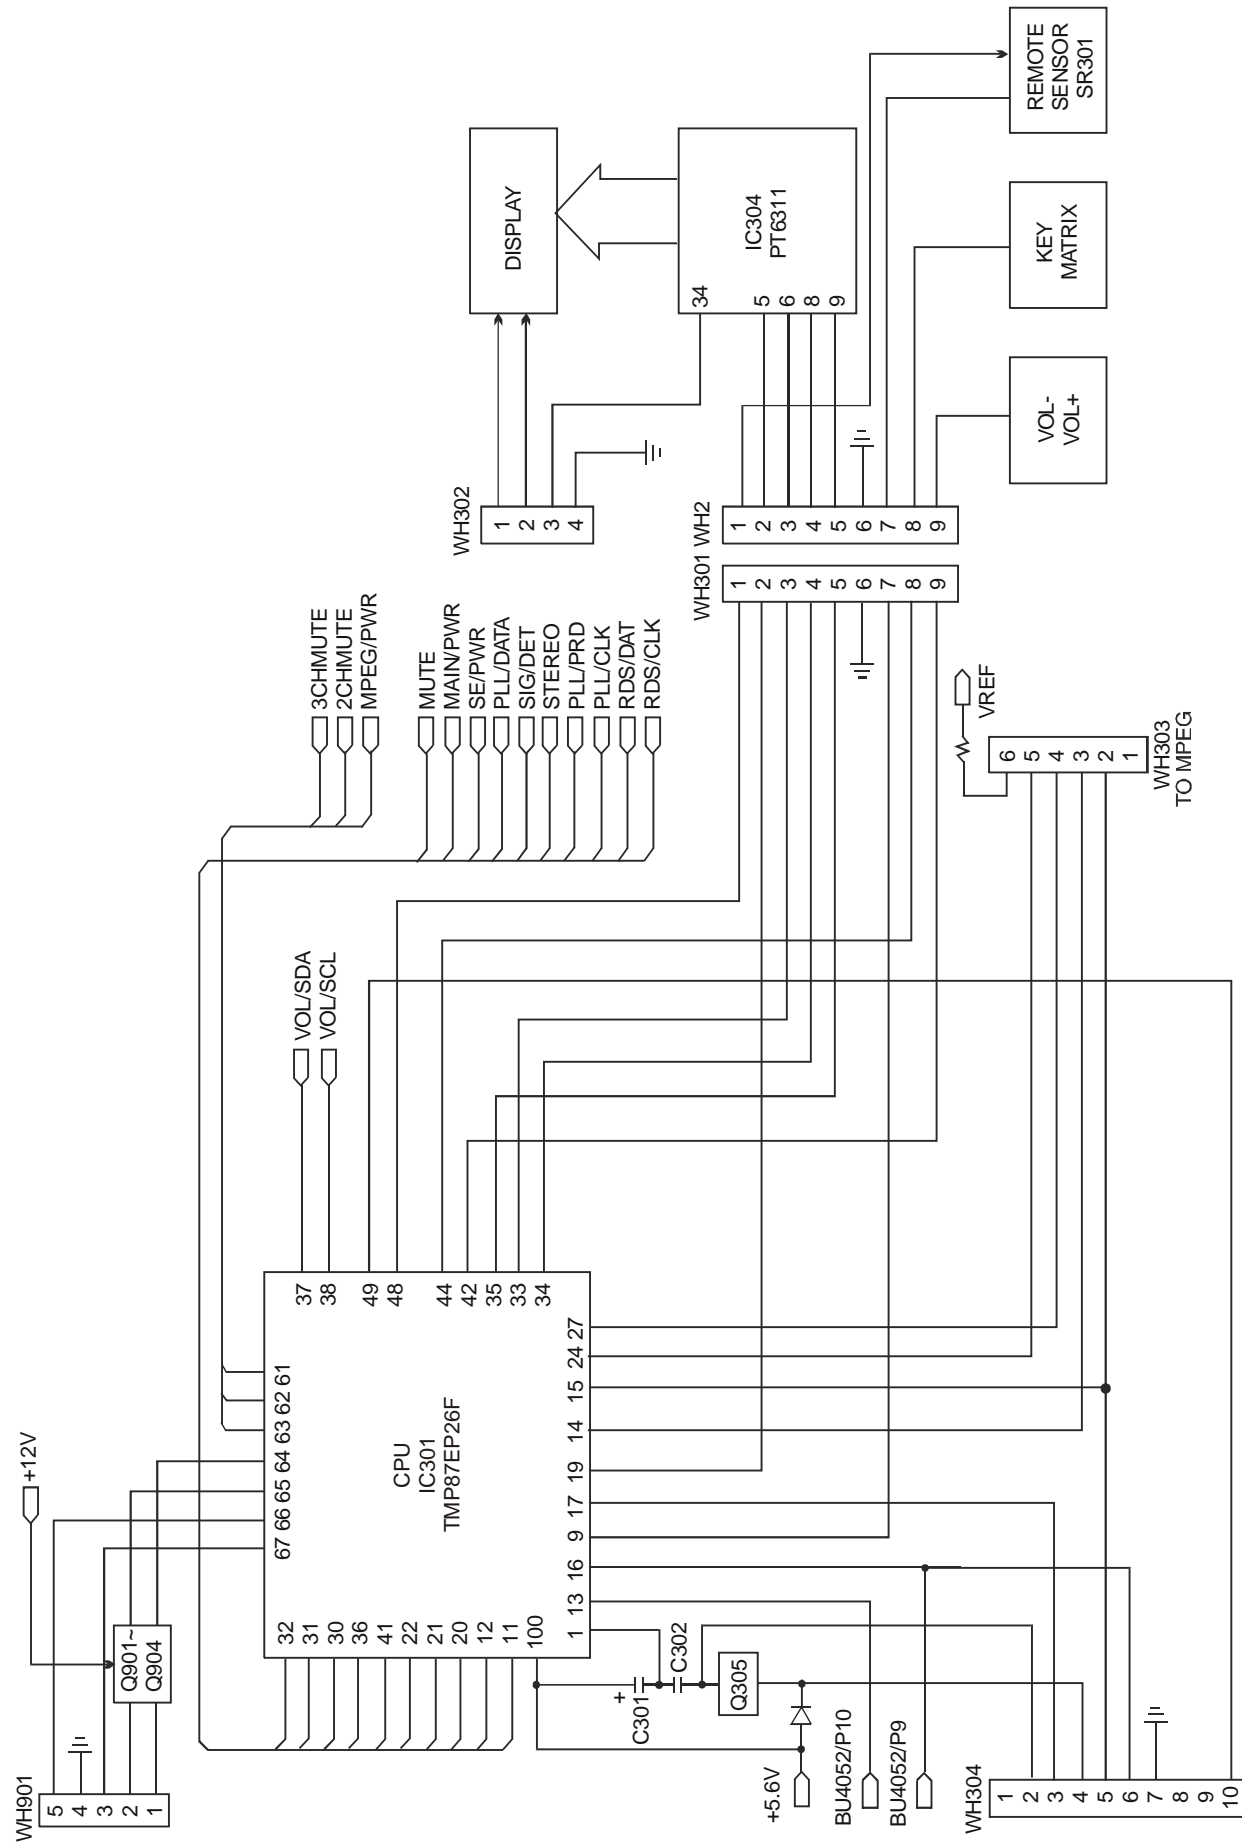 WH901
5
4
3
2
1
+12V
Q901~
Q904
67 66 65 64 63 62 61
CPU
IC301
TMP87EP26F
32
31
30
36
41
22
21
20
12
11
100
37
38
49
48
44
42
35
33
34
1 13 16 9 17 19 14 15 24 27
VOL/SDA
VOL/SCL
3CHMUTE
2CHMUTE
MPEG/PWR
MUTE
MAIN/PWR
SE/PWR
PLL/DATA
SIG/DET
STEREO
PLL/PRD
PLL/CLK
RDS/DAT
RDS/CLK
WH302
1
2
3
4
DISPLAY
IC304
PT6311
34
5
6
8
9
WH301 WH2
1
2
3
4
5
6
7
8
9
1
2
3
4
5
6
7
8
9
REMOTE
SENSOR
SR301
KEY
MATRIX
VOL-
VOL+
VREF
6
5
4
3
2
1
WH303
TO MPEG
+
C301
C302
Q305
+5.6V
BU4052/P10
BU4052/P9
WH304
1
2
3
4
5
6
7
8
9
10